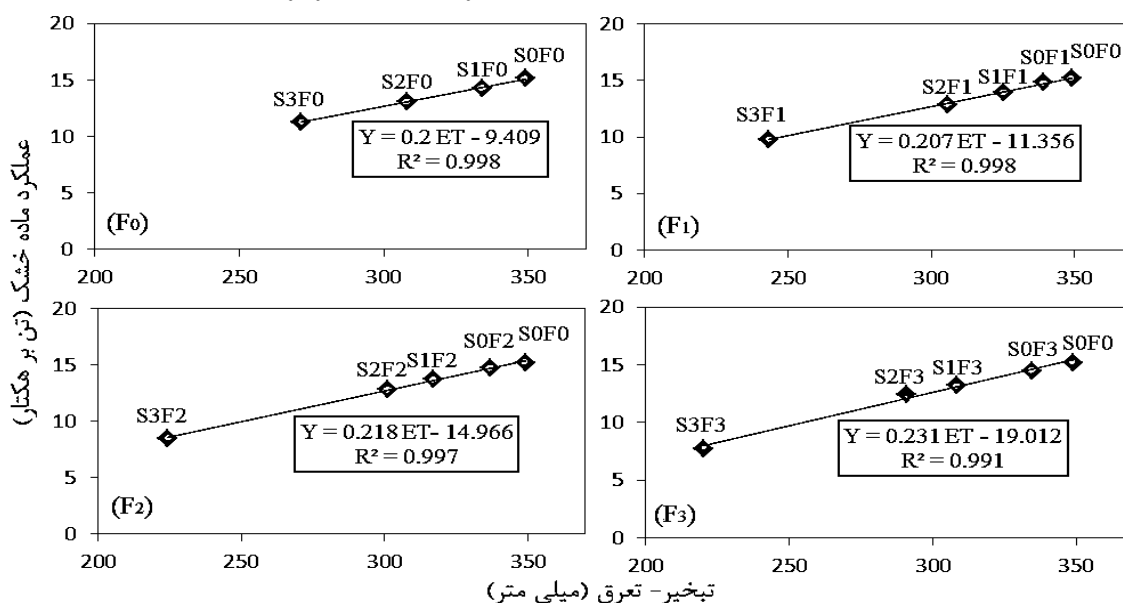 عملکرد ماده خشک (تن بر هکتار)
20
15
10
5
0
S3F0
S2F0
S1F0
S0F0
Y = 0.2 ET - 9.409
R² = 0.998
(F0)
200
250
300
350
20
15
10
5
0
S3F1
S2F1
S1F1
S0F1
S0F0
Y = 0.207 ET - 11.356
R² = 0.998
(F1)
200
250
300
350
20
15
10
5
0
S3F2
S2F2
S1F2
S0F2
S0F0
Y = 0.218 ET- 14.966
R² = 0.997
(F2)
200
250
300
350
20
15
10
5
0
S3F3
S2F3
S1F3
S0F3
S0F0
Y = 0.231 ET - 19.012
R² = 0.991
(F3)
200
250
300
350
تبخیر- تعرق (میلی متر)